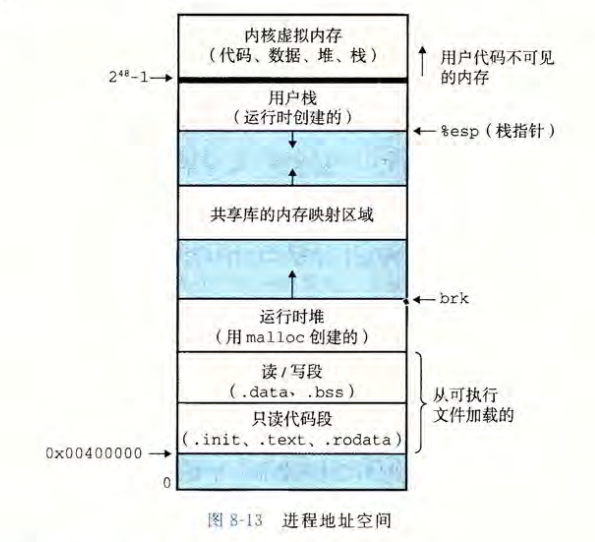 内核虚拟内存
(代码、数据、堆、栈)
用户代码不可见
的内存
2⁴⁸-1
用户栈
(运行时创建的)
%esp(栈指针)
共享库的内存映射区域
brk
运行时堆
(用malloc创建的)
读/写段
(.data、.bss)
从可执行
文件加载的
只读代码段
(.init、.text、.rodata)
0x00400000
0
图 8-13 进程地址空间